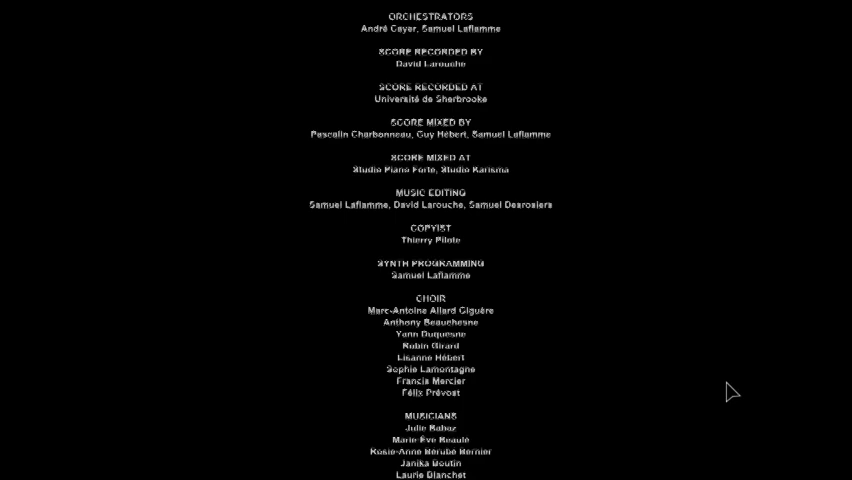 ORCHESTRATORS
André Cayer, Samuel Laflamme
SCORE RECORDED BY
David Larouche
SCORE RECORDED AT
Université de Sherbrooke
SCORE MIXED BY
Pascalin Charbonneau, Guy Hébert, Samuel Laflamme
SCORE MIXED AT
Studio Piano Forte, Studio Karisma
MUSIC EDITING
Samuel Laflamme, David Larouche, Samuel Desrosiers
COPYIST
Thierry Pilote
SYNTH PROGRAMMING
Samuel Laflamme
CHOIR
Marc-Antoine Allard Giguère
Anthony Beauchesne
Yann Duquesne
Robin Girard
Lisanne Hébert
Sophie Lamontagne
Francis Mercier
Félix Prévost
MUSICIANS
Julie Babaz
Marie-Ève Beaulé
Rosie-Anne Bérubé Bernier
Janika Boutin
Laurie Blanchet